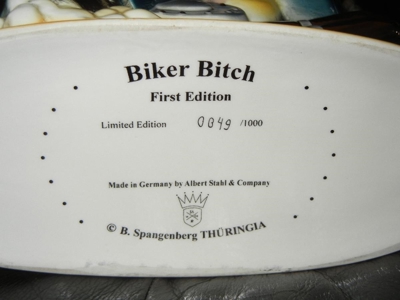 Biker Bitch
First Edition
Limited Edition 0049 /1000
Made in Germany by Albert Stahl & Company
© B. Spangenberg THÜRINGIA